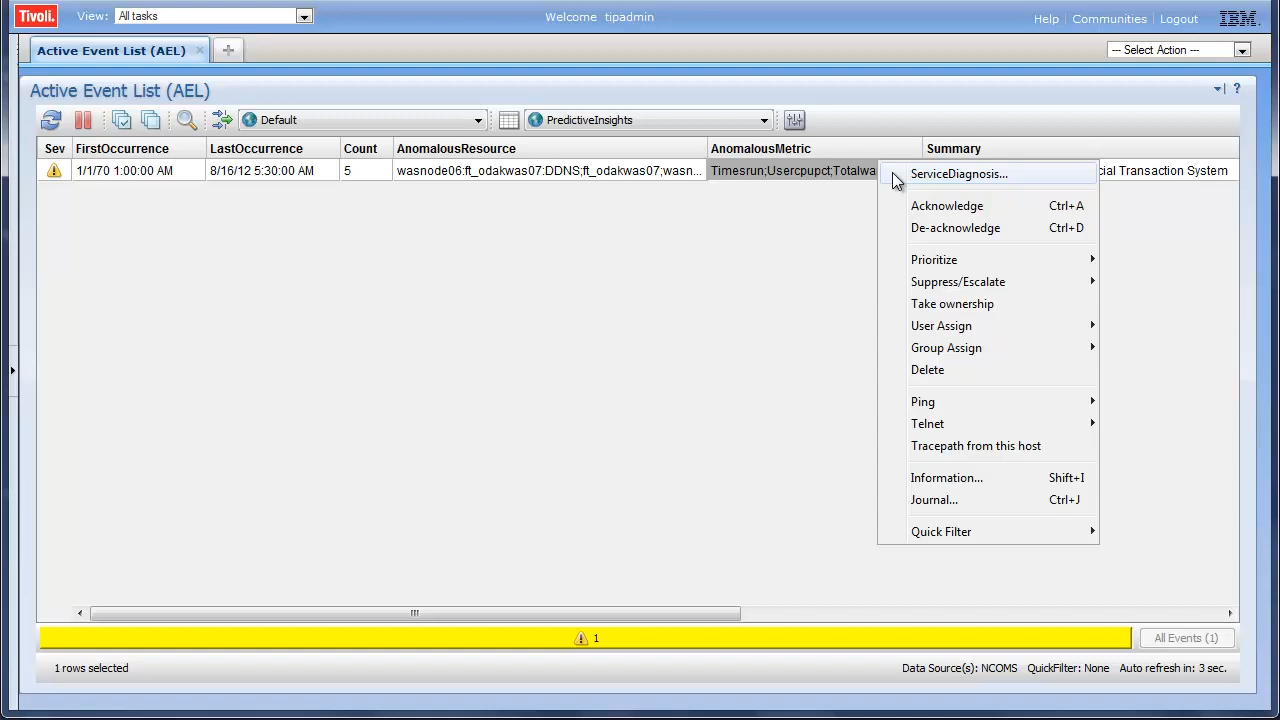 Tivoli. View: All tasks Welcome tipadmin Help Communities Logout IBM.
Active Event List (AEL) --- Select Action ---
Active Event List (AEL) ?
Default PredictiveInsights
Sev FirstOccurrence LastOccurrence Count AnomalousResource AnomalousMetric Summary
1/1/70 1:00:00 AM 8/16/12 5:30:00 AM 5 wasnode06:ft_odakwas07:DDNS;ft_odakwas07;wasn... Timesrun;Usercpupct;Totalwa cial Transaction System
ServiceDiagnosis...
Acknowledge Ctrl+A
De-acknowledge Ctrl+D
Prioritize
Suppress/Escalate
Take ownership
User Assign
Group Assign
Delete
Ping
Telnet
Tracepath from this host
Information... Shift+I
Journal... Ctrl+J
Quick Filter
1 All Events (1)
1 rows selected Data Source(s): NCOMS QuickFilter: None Auto refresh in: 3 sec.